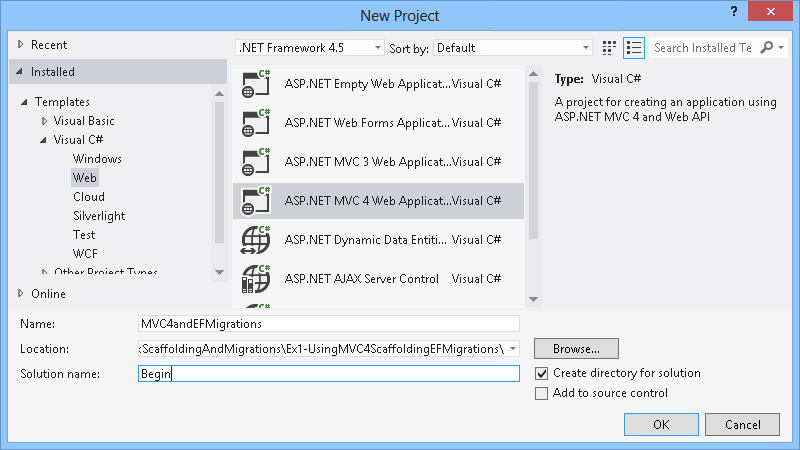 New Project
?
Recent
Installed
Templates
Visual Basic
Visual C#
Windows
Web
Cloud
Silverlight
Test
WCF
Other Project Types
Online
.NET Framework 4.5
Sort by: Default
Search Installed Te
C# ASP.NET Empty Web Applicat...Visual C#
C# ASP.NET Web Forms Applicat...Visual C#
C# ASP.NET MVC 3 Web Applicat...Visual C#
C# ASP.NET MVC 4 Web Applicat...Visual C#
C# ASP.NET Dynamic Data Entiti...Visual C#
C# ASP.NET AJAX Server Control Visual C#
C#
Type: Visual C#
A project for creating an application using
ASP.NET MVC 4 and Web API
Name: MVC4andEFMigrations
Location: :ScaffoldingAndMigrations\Ex1-UsingMVC4ScaffoldingEFMigrations\ Browse...
Solution name: Begin
Create directory for solution
Add to source control
OK Cancel